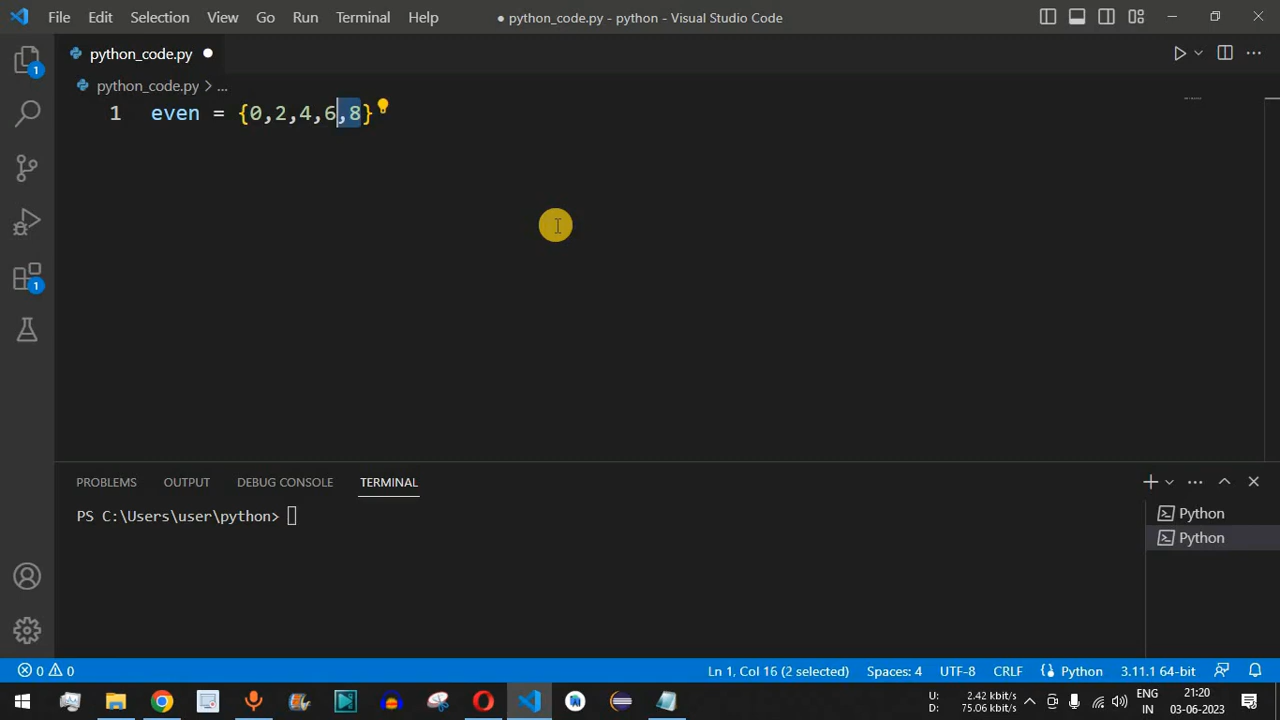 File Edit Selection View Go Run Terminal Help
● python_code.py - python - Visual Studio Code
python_code.py ●
python_code.py > ...
1 even = {0,2,4,6,8}
PROBLEMS OUTPUT DEBUG CONSOLE TERMINAL
PS C:\Users\user\python>
Python
Python
1
1
0 0
Ln 1, Col 16 (2 selected) Spaces: 4 UTF-8 CRLF Python 3.11.1 64-bit
U: 2.42 kbit/s
D: 75.06 kbit/s
ENG
IN
21:20
03-06-2023